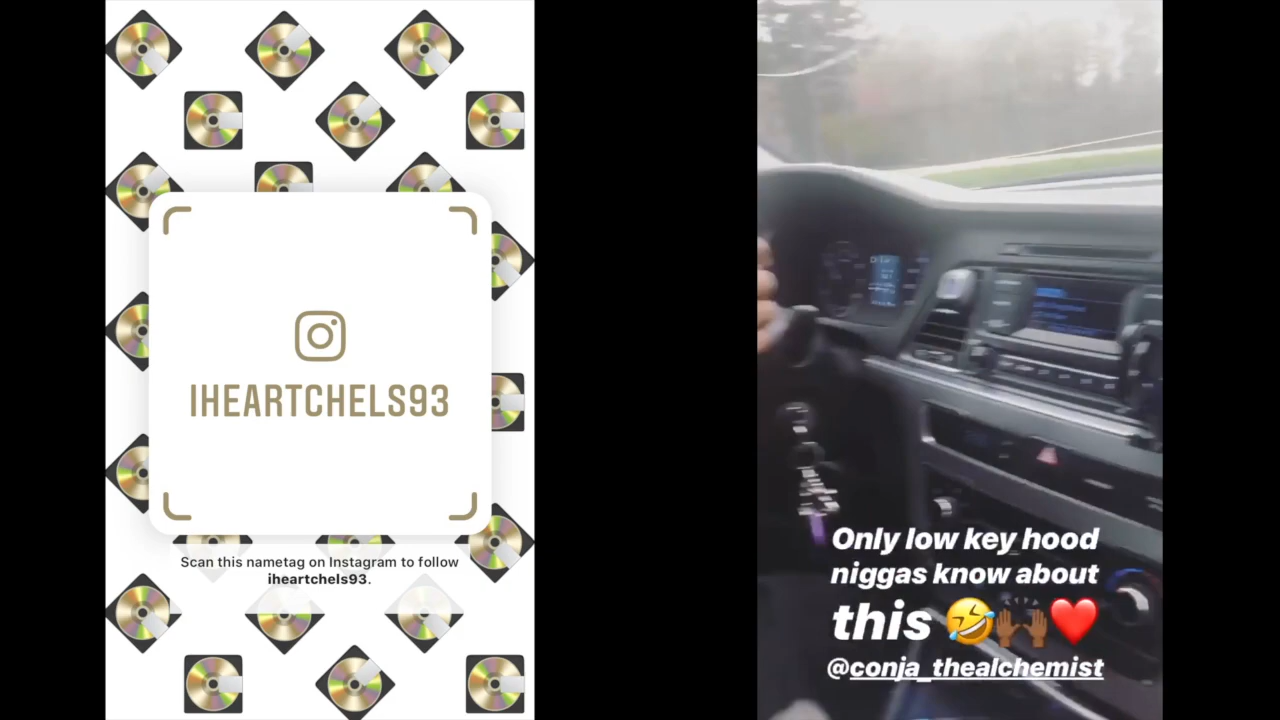 IHEARTCHELS93
Scan this nametag on Instagram to follow
iheartchels93.
Only low key hood
niggas know about
this 🤣🙌🏾❤️
@conja_thealchemist